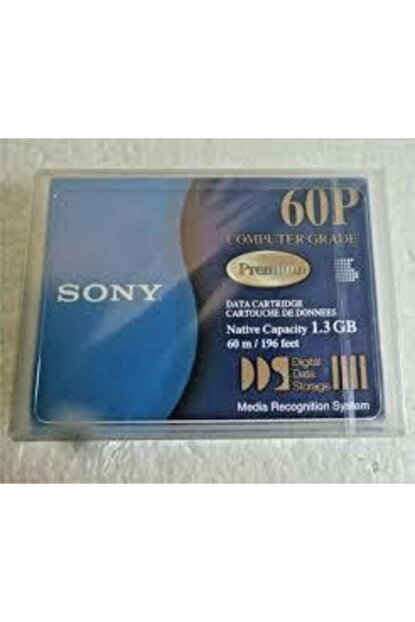 60P
COMPUTER GRADE
Premium
SONY
DATA CARTRIDGE
CARTOUCHE DE DONNÉES
Native Capacity 1.3 GB
60 m / 196 feet
DDS Digital
Data
Storage
Media Recognition System